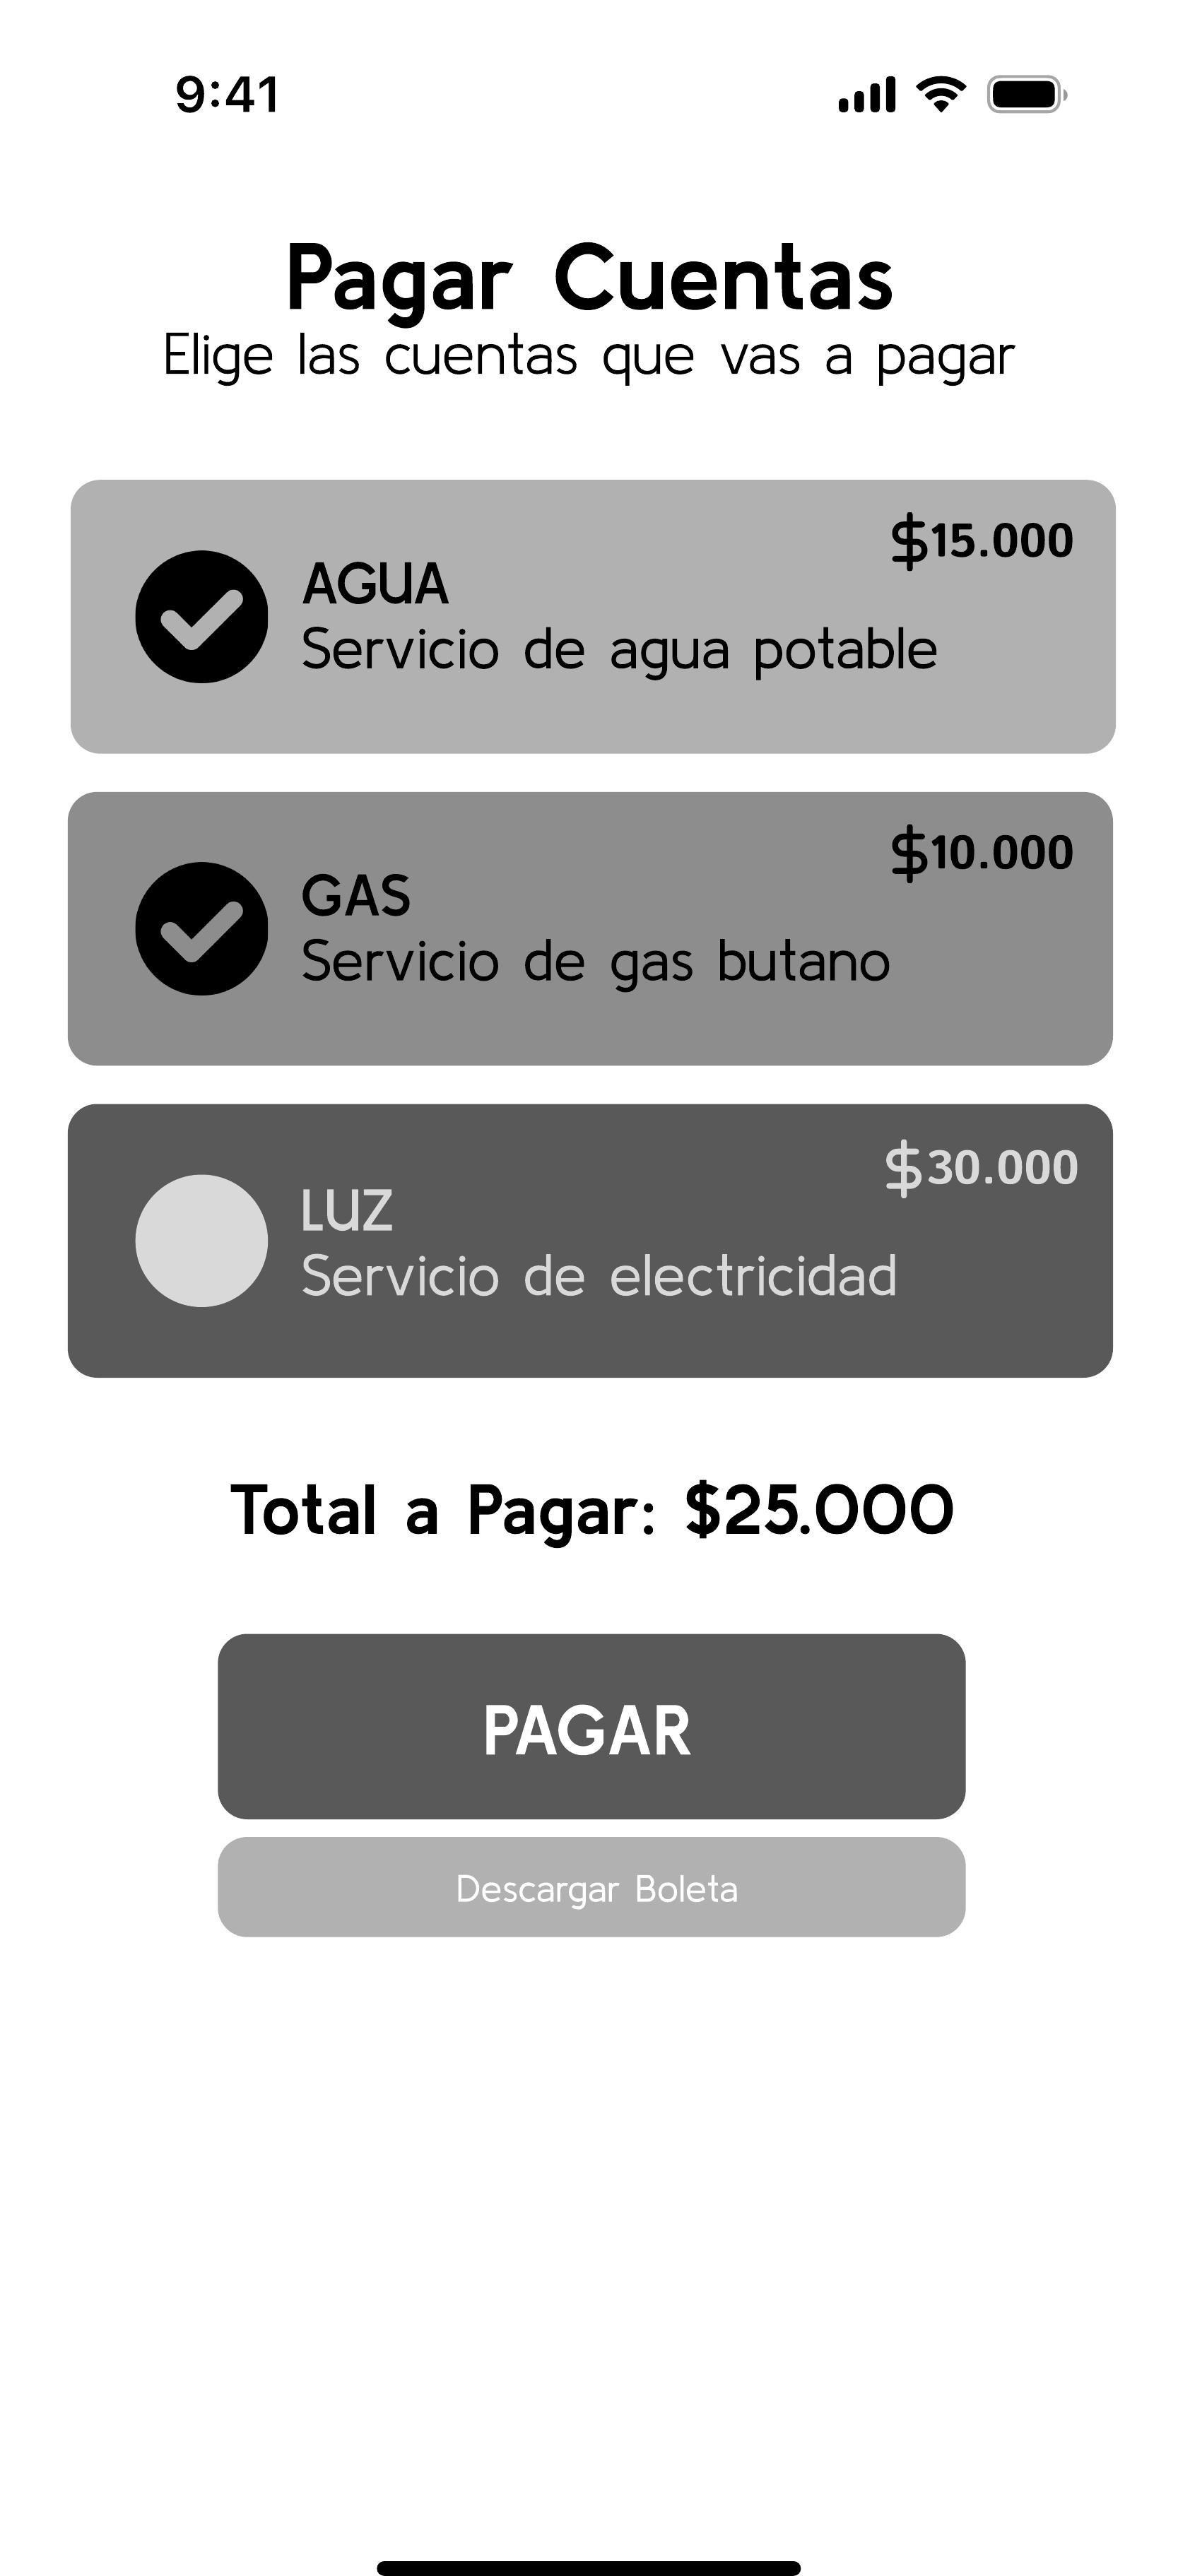 9:41
Pagar Cuentas
Elige las cuentas que vas a pagar
$15.000
AGUA
Servicio de agua potable
$10.000
GAS
Servicio de gas butano
$30.000
LUZ
Servicio de electricidad
Total a Pagar: $25.000
PAGAR
Descargar Boleta